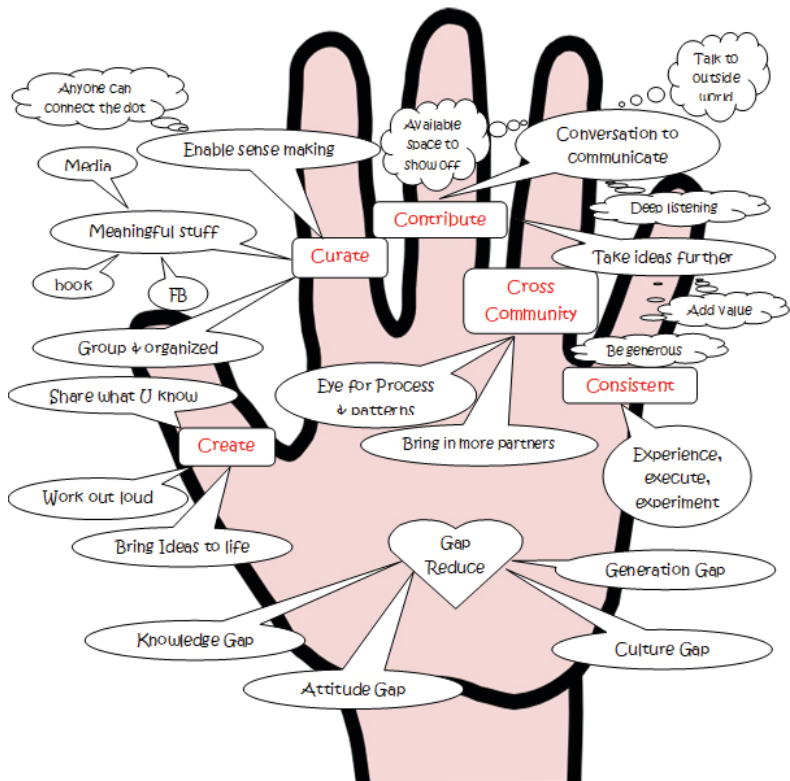 Anyone can
connect the dot
Talk to
outside
world
Available
space to
show off
Enable sense making
Conversation to
communicate
Media
Deep listening
Contribute
Meaningful stuff
Curate
Take ideas further
hook
FB
Cross
Community
Add value
Group & organized
Be generous
Eye for Process
& patterns
Consistent
Share what U know
Create
Bring in more partners
Experience,
execute,
experiment
Work out loud
Bring Ideas to life
Gap
Reduce
Generation Gap
Knowledge Gap
Culture Gap
Attitude Gap